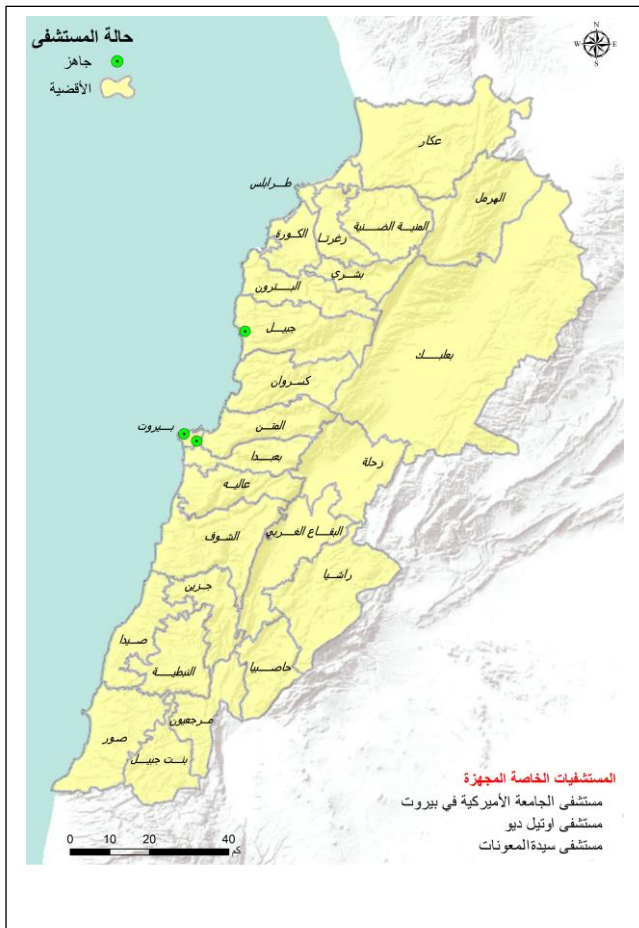 حالة المستشفى
جاهز
الأقضية
N
W E
S
عكار
طرابلس
الهرمل
المنية الضنية
زغرتا
الكورة
بشري
البترون
جبيل
بعلبك
كسروان
المتن
بيروت
بعبدا
زحلة
عاليه
البقاع الغربي
الشوف
راشيا
جزين
صيدا
حاصبيا
النبطية
مرجعيون
صور
بنت جبيل
المستشفيات الخاصة المجهزة
مستشفى الجامعة الأميركية في بيروت
مستشفى اوتيل ديو
مستشفى سيدة المعونات
0 10 20 40
كم